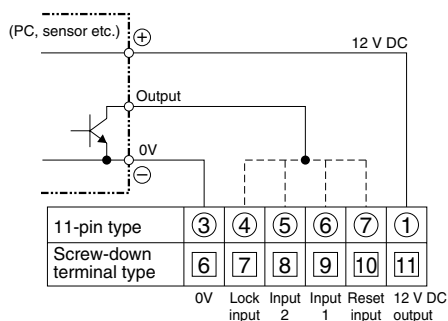 (PC, sensor etc.)
⊕
12 V DC
Output
0V
⊖
11-pin type ③ ④ ⑤ ⑥ ⑦ ①
Screw-down
terminal type 6 7 8 9 10 11
0V Lock Input Input Reset 12 V DC
input 2 1 input output